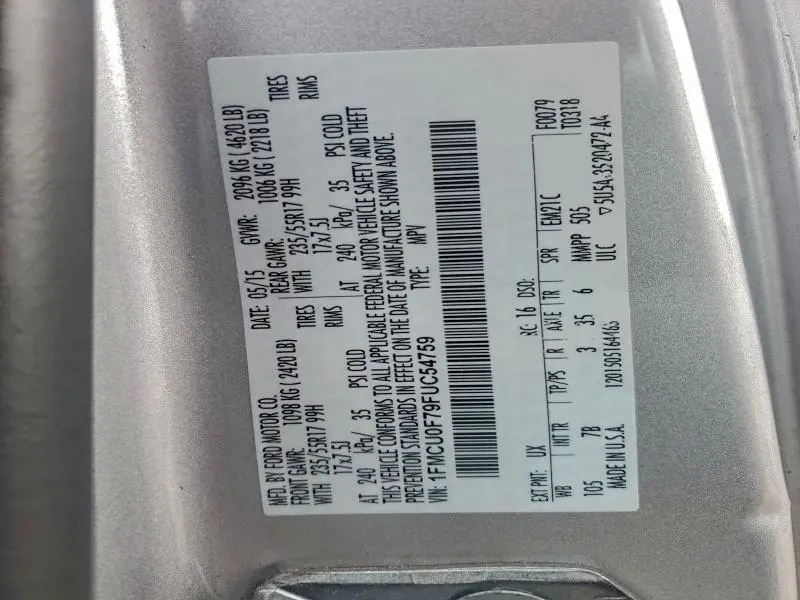 MFD. BY FORD MOTOR CO.
DATE: 05/15 GVWR: 2096 KG (4620 LB)
FRONT GAWR: 1098 KG (2420 LB) REAR GAWR: 1006 KG (2218 LB)
WITH 235/55R17 99H TIRES WITH 235/55R17 99H TIRES
17x7.5J RIMS 17x7.5J RIMS
AT 240 kPa/ 35 PSI COLD AT 240 kPa/ 35 PSI COLD
THIS VEHICLE CONFORMS TO ALL APPLICABLE FEDERAL MOTOR VEHICLE SAFETY AND THEFT
PREVENTION STANDARDS IN EFFECT ON THE DATE OF MANUFACTURE SHOWN ABOVE.
VIN: 1FMCU0F79FUC54759 TYPE: MPV
F0079
T0318
RC: 16 DSO:
EXT PNT: UX EM21C
WB INT TR TP/PS R AXLE TR SPR
105 7B 3 35 6 MMPP 505
MADE IN U.S.A. 1201505164465 ULC ▽5U5A-3520472-AA